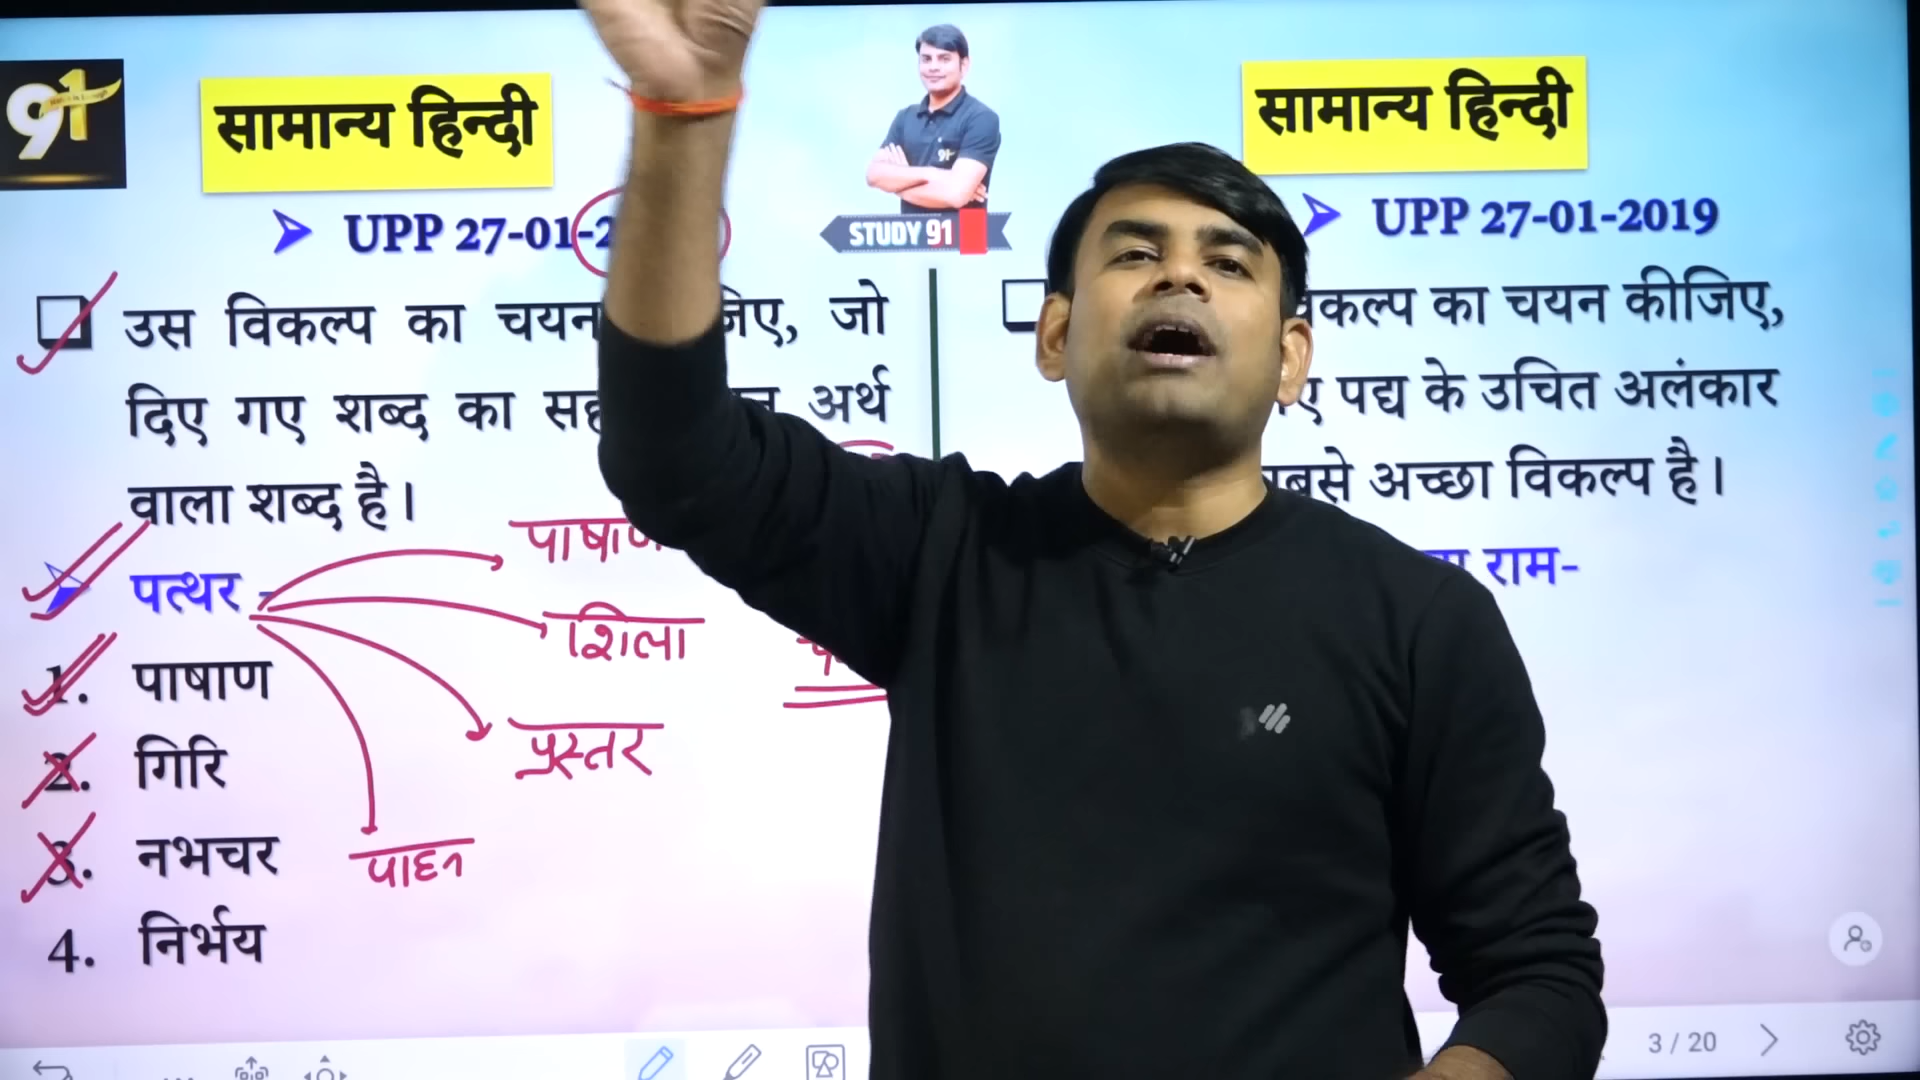 91
सामान्य हिन्दी
UPP 27-01-2
उस विकल्प का चयन जिए, जो
दिए गए शब्द का सह अर्थ
वाला शब्द है।
पत्थर -
पाषाण
शिला
प्रस्तर
पाहन
1. पाषाण
2. गिरि
3. नभचर
4. निर्भय
STUDY 91
सामान्य हिन्दी
UPP 27-01-2019
विकल्प का चयन कीजिए,
पद्य के उचित अलंकार
सबसे अच्छा विकल्प है।
राम-
3 / 20